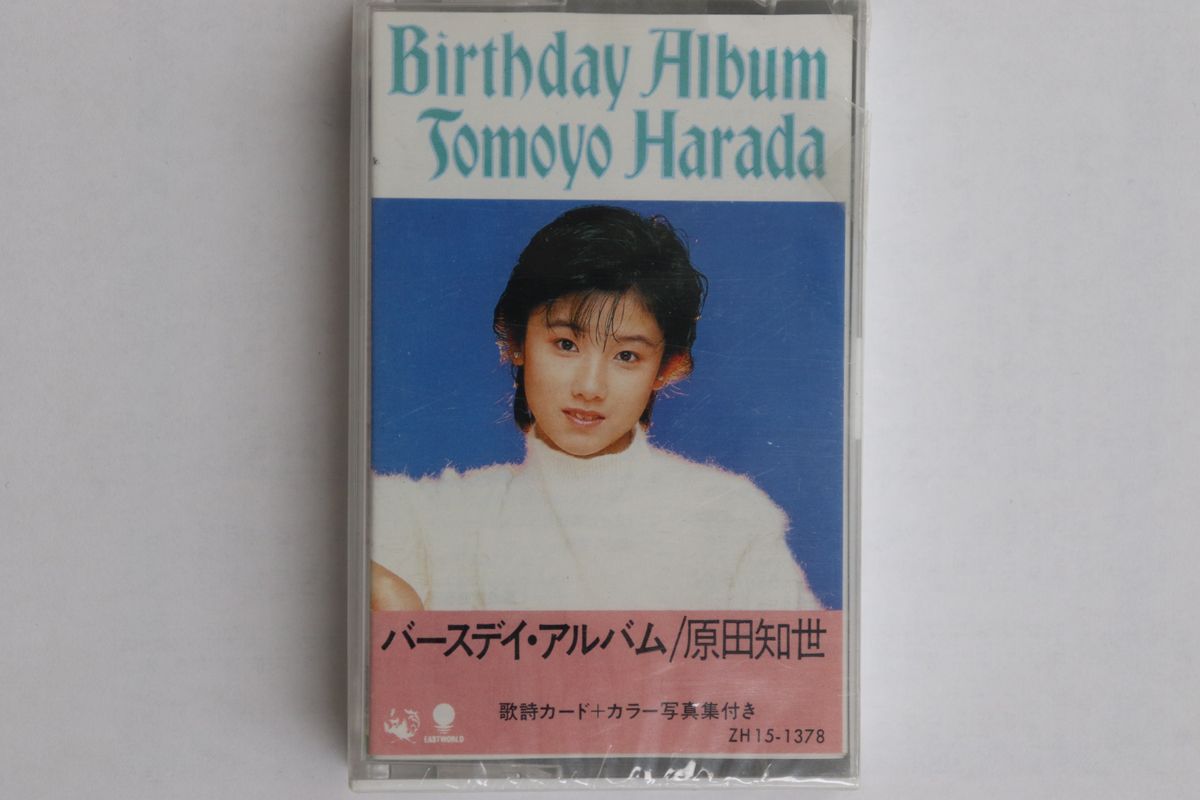 Birthday Album
Tomoyo Harada
バースデイ・アルバム/原田知世
歌詩カード+カラー写真集付き
EASTWORLD
ZH15-1378